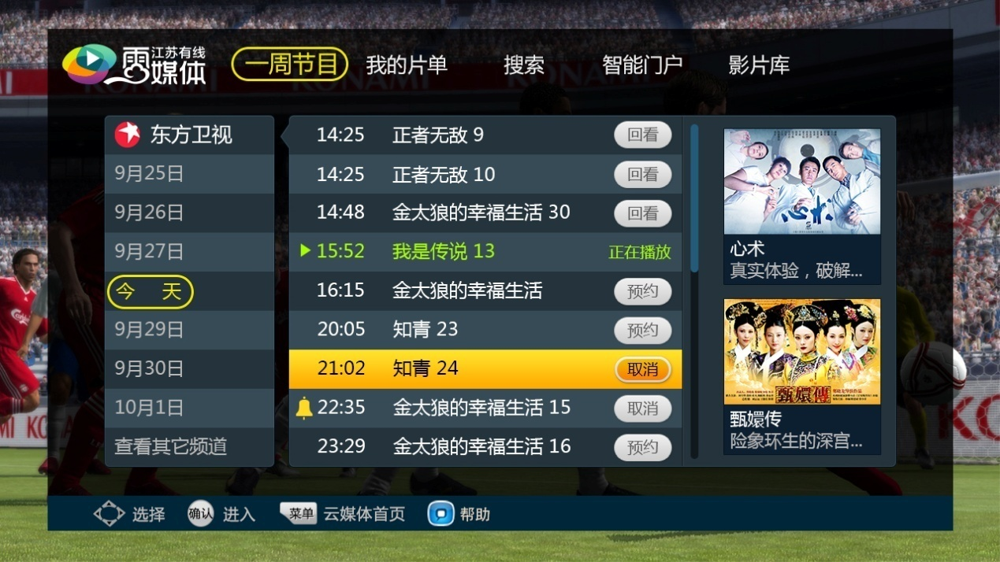 云媒体 江苏有线
一周节目 我的片单 搜索 智能门户 影片库
东方卫视
9月25日
9月26日
9月27日
今 天
9月29日
9月30日
10月1日
查看其它频道
14:25 正者无敌 9 回看
14:25 正者无敌 10 回看
14:48 金太狼的幸福生活 30 回看
15:52 我是传说 13 正在播放
16:15 金太狼的幸福生活 预约
20:05 知青 23 预约
21:02 知青 24 取消
22:35 金太狼的幸福生活 15 取消
23:29 金太狼的幸福生活 16 预约
心术
心术
真实体验，破解...
甄嬛傳
甄嬛传
险象环生的深宫...
选择 确认 进入 菜单 云媒体首页 帮助
KONAMI